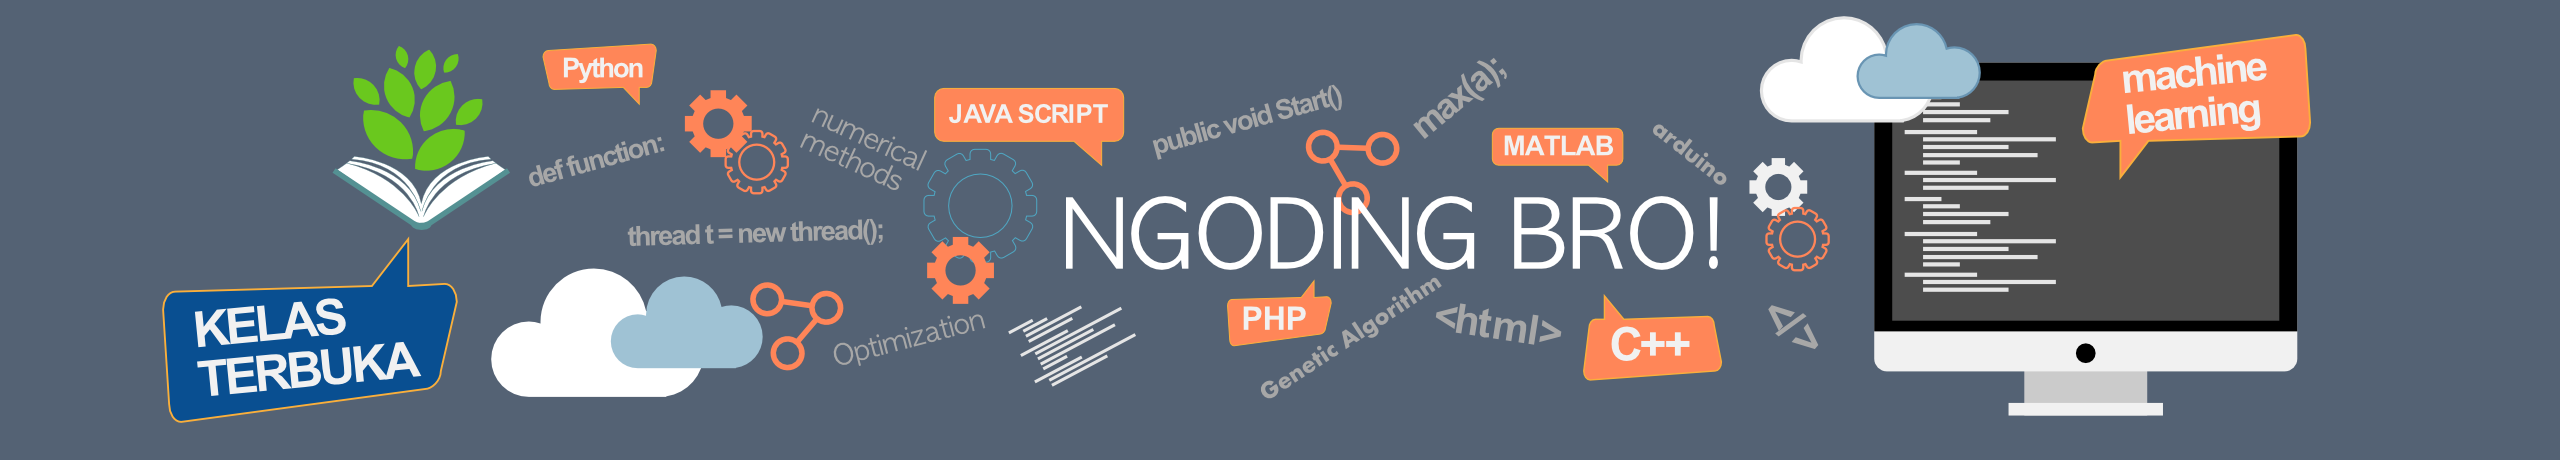 Python
def function:
numerical
methods
thread t = new thread();
JAVA SCRIPT
public void Start()
max(a);
MATLAB
arduino
machine
learning
NGODING BRO!
KELAS
TERBUKA
Optimization
PHP
Genetic Algorithm
<html|>
C++
</>